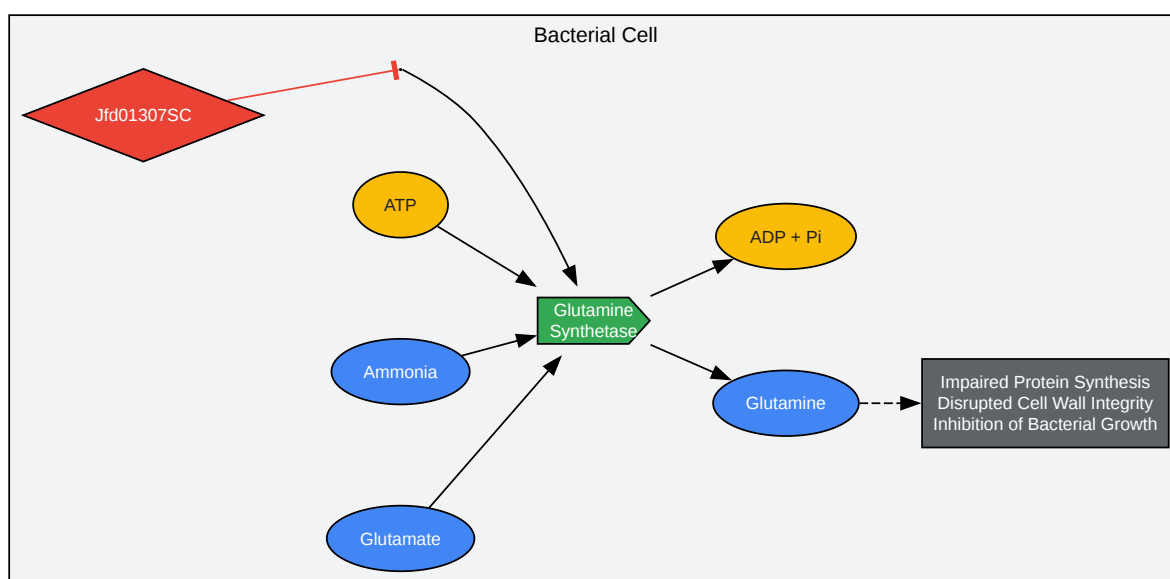 Bacterial Cell
Jfd01307SC
ATP
ADP + Pi
Glutamine
Synthetase
Ammonia
Glutamine
Impaired Protein Synthesis
Disrupted Cell Wall Integrity
Inhibition of Bacterial Growth
Glutamate